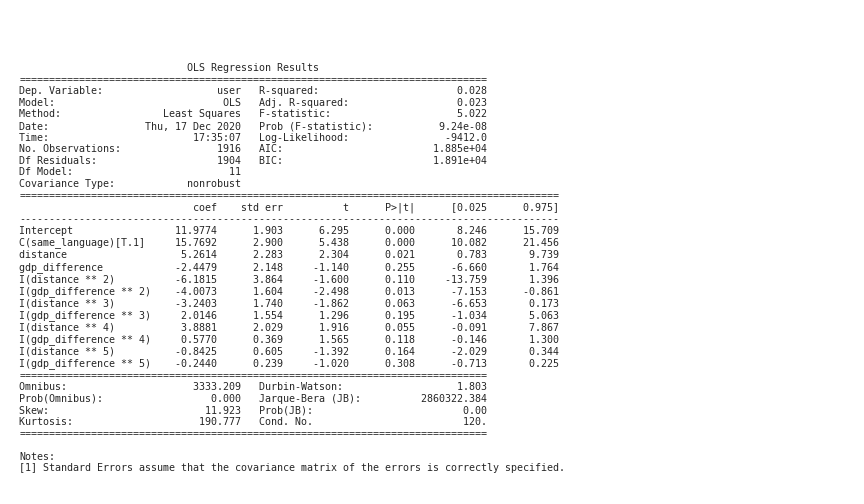 OLS Regression Results
==============================================================================
Dep. Variable:                   user   R-squared:                       0.028
Model:                            OLS   Adj. R-squared:                  0.023
Method:                 Least Squares   F-statistic:                     5.022
Date:                Thu, 17 Dec 2020   Prob (F-statistic):           9.24e-08
Time:                        17:35:07   Log-Likelihood:                -9412.0
No. Observations:                1916   AIC:                         1.885e+04
Df Residuals:                    1904   BIC:                         1.891e+04
Df Model:                          11
Covariance Type:            nonrobust
==========================================================================================
                             coef    std err          t      P>|t|      [0.025      0.975]
------------------------------------------------------------------------------------------
Intercept                 11.9774      1.903      6.295      0.000       8.246      15.709
C(same_language)[T.1]     15.7692      2.900      5.438      0.000      10.082      21.456
distance                   5.2614      2.283      2.304      0.021       0.783       9.739
gdp_difference            -2.4479      2.148     -1.140      0.255      -6.660       1.764
I(distance ** 2)          -6.1815      3.864     -1.600      0.110     -13.759       1.396
I(gdp_difference ** 2)    -4.0073      1.604     -2.498      0.013      -7.153      -0.861
I(distance ** 3)          -3.2403      1.740     -1.862      0.063      -6.653       0.173
I(gdp_difference ** 3)     2.0146      1.554      1.296      0.195      -1.034       5.063
I(distance ** 4)           3.8881      2.029      1.916      0.055      -0.091       7.867
I(gdp_difference ** 4)     0.5770      0.369      1.565      0.118      -0.146       1.300
I(distance ** 5)          -0.8425      0.605     -1.392      0.164      -2.029       0.344
I(gdp_difference ** 5)    -0.2440      0.239     -1.020      0.308      -0.713       0.225
==============================================================================
Omnibus:                     3333.209   Durbin-Watson:                   1.803
Prob(Omnibus):                  0.000   Jarque-Bera (JB):          2860322.384
Skew:                          11.923   Prob(JB):                         0.00
Kurtosis:                     190.777   Cond. No.                         120.
==============================================================================
Notes:
[1] Standard Errors assume that the covariance matrix of the errors is correctly specified.